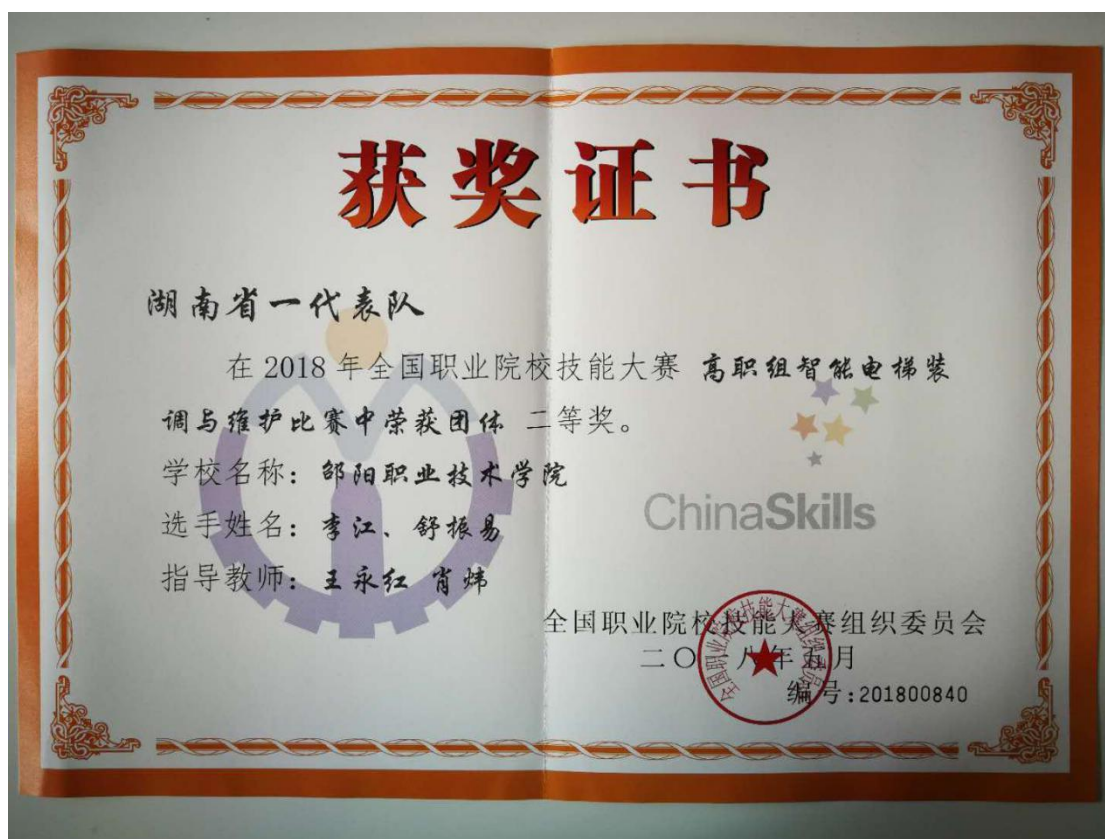 获奖证书
湖南省一代表队
在 2018 年全国职业院校技能大赛 高职组智能电梯装
调与维护比赛中荣获团体 二等奖。
学校名称：邵阳职业技术学院
选手姓名：李江、舒振易
指导教师：王永红 肖炜
ChinaSkills
全国职业院校技能大赛组织委员会
二〇一八年五月
编号:201800840